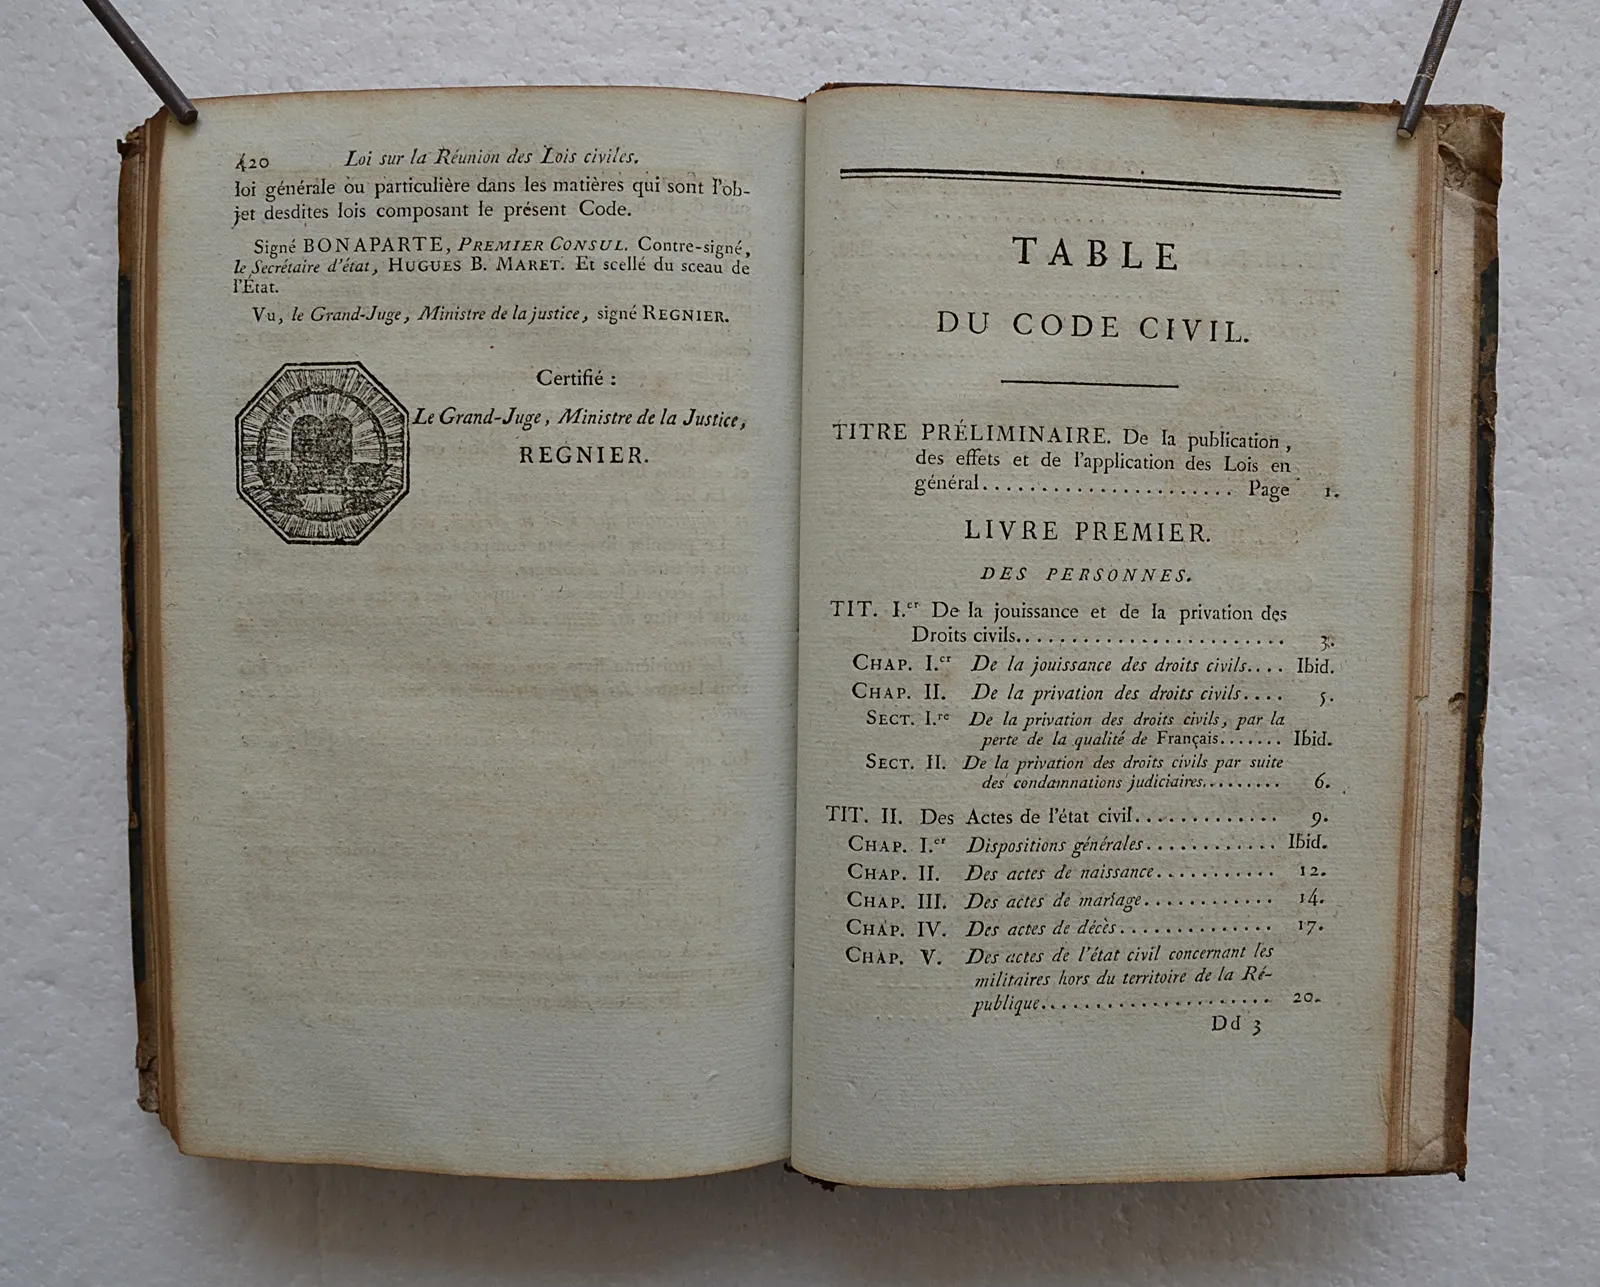 420 Loi sur la Réunion des Lois civiles.
loi générale ou particulière dans les matières qui sont l'ob-
jet desdites lois composant le présent Code.
Signé BONAPARTE, PREMIER CONSUL. Contre-signé,
le Secrétaire d'état, HUGUES B. MARET. Et scellé du sceau de
l'État.
Vu, le Grand-Juge, Ministre de la justice, signé REGNIER.
Certifié :
Le Grand-Juge, Ministre de la Justice,
REGNIER.
TABLE
DU CODE CIVIL.
TITRE PRÉLIMINAIRE. De la publication,
des effets et de l'application des Lois en
général....................... Page 1.
LIVRE PREMIER.
DES PERSONNES.
TIT. I.er De la jouissance et de la privation des
Droits civils......................... 3.
CHAP. I.er De la jouissance des droits civils.... Ibid.
CHAP. II. De la privation des droits civils.... 5.
SECT. I.re De la privation des droits civils, par la
perte de la qualité de Français....... Ibid.
SECT. II. De la privation des droits civils par suite
des condamnations judiciaires......... 6.
TIT. II. Des Actes de l'état civil............. 9.
CHAP. I.er Dispositions générales............ Ibid.
CHAP. II. Des actes de naissance........... 12.
CHAP. III. Des actes de mariage............ 14.
CHAP. IV. Des actes de décès.............. 17.
CHAP. V. Des actes de l'état civil concernant les
militaires hors du territoire de la Ré-
publique...................... 20.
Dd 3